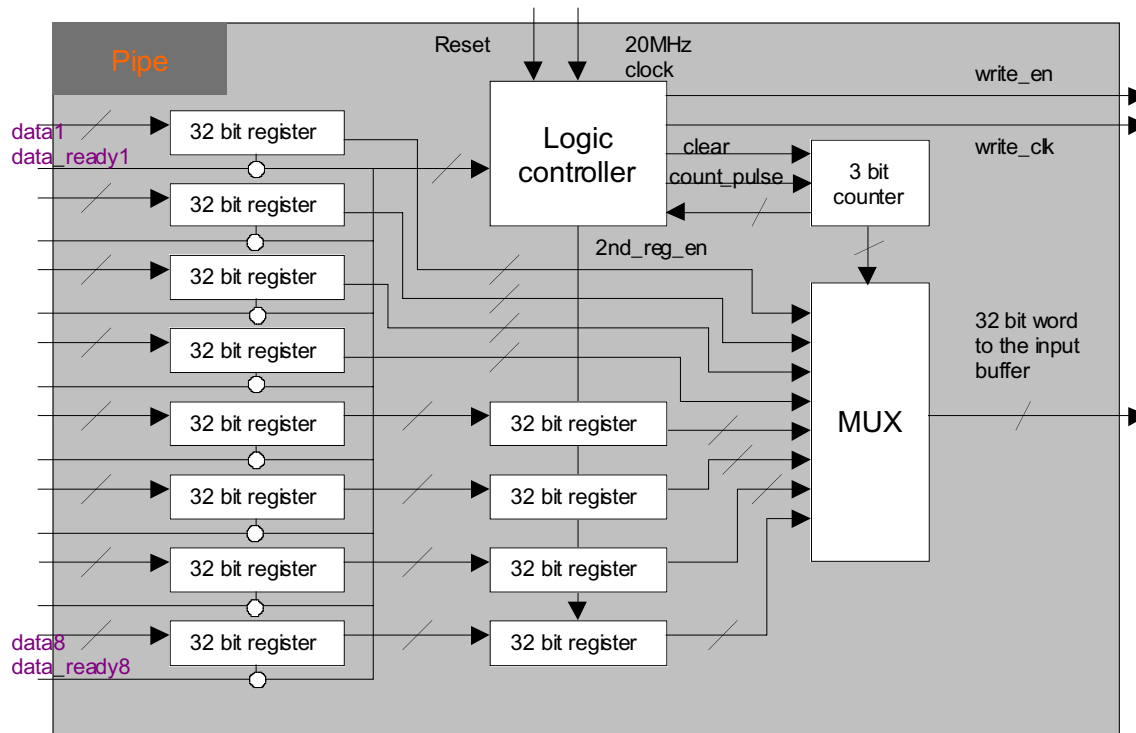 Reset
20MHz
clock
Pipe
write_en
data1
data_ready1
32 bit register
Logic
controller
clear
count_pulse
write_clk
3 bit
counter
32 bit register
2nd_reg_en
32 bit register
32 bit register
32 bit word
to the input
buffer
32 bit register
32 bit register
MUX
32 bit register
32 bit register
32 bit register
32 bit register
data8
data_ready8
32 bit register
32 bit register